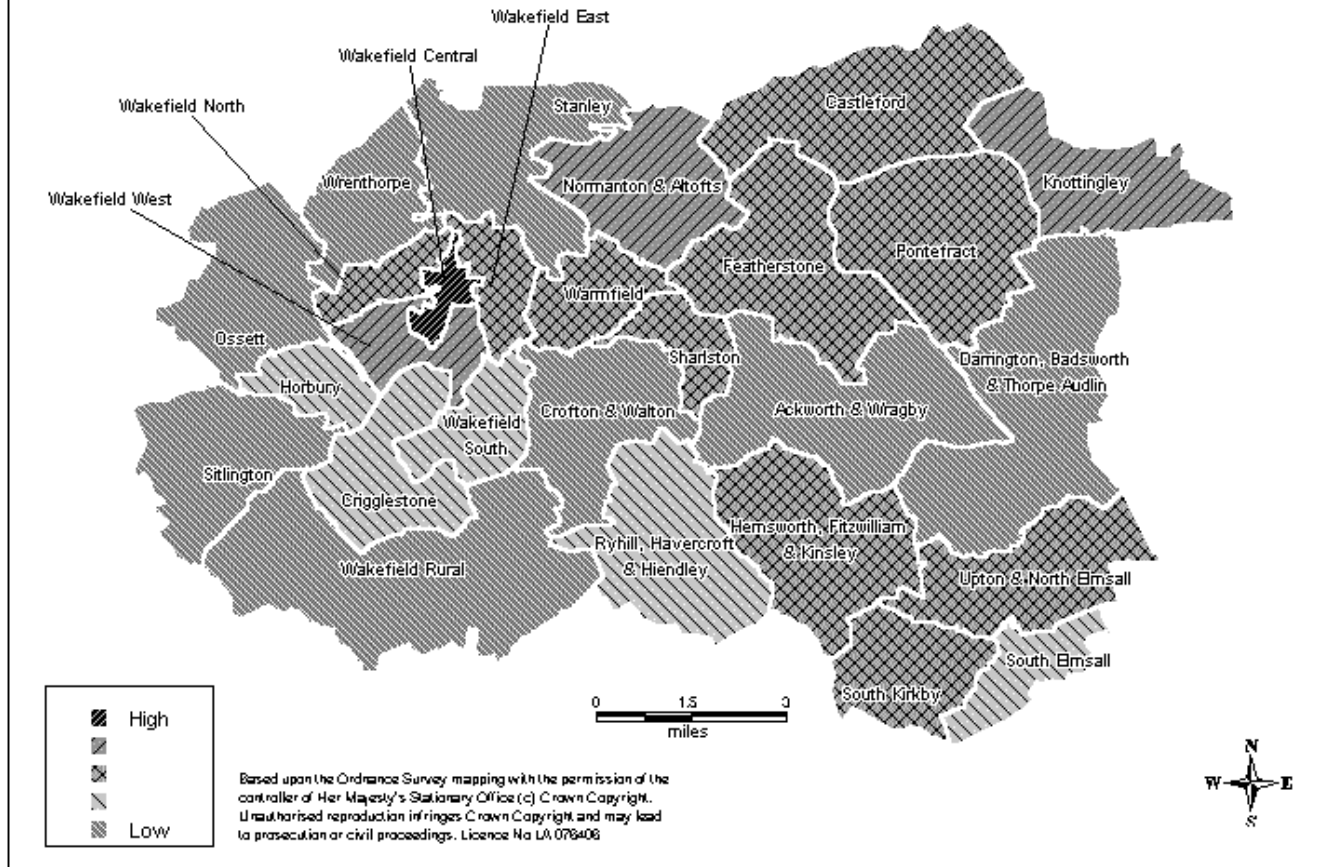 Wakefield East
Wakefield Central
Wakefield North
Wakefield West
Stanley
Castleford
Wrenthorpe
Normanton & Altofts
Knottingley
Featherstone
Pontefract
Warmfield
Ossett
Sharlston
Horbury
Darrington, Badsworth
& Thorpe Audlin
Crofton & Walton
Ackworth & Wragby
Wakefield
South
Sitlington
Crigglestone
Hemsworth, Fitzwilliam
& Kinsley
Ryhill, Havercroft
& Hiendley
Wakefield Rural
Upton & North Elmsall
South Elmsall
South Kirkby
High
Low
0 1.5 3
miles
Based upon the Ordnance Survey mapping with the permission of the
controller of Her Majesty's Stationary Office (c) Crown Copyright.
Unauthorised reproduction infringes Crown Copyright and may lead
to prosecution or civil proceedings. Licence No LA 076406
N
W E
S